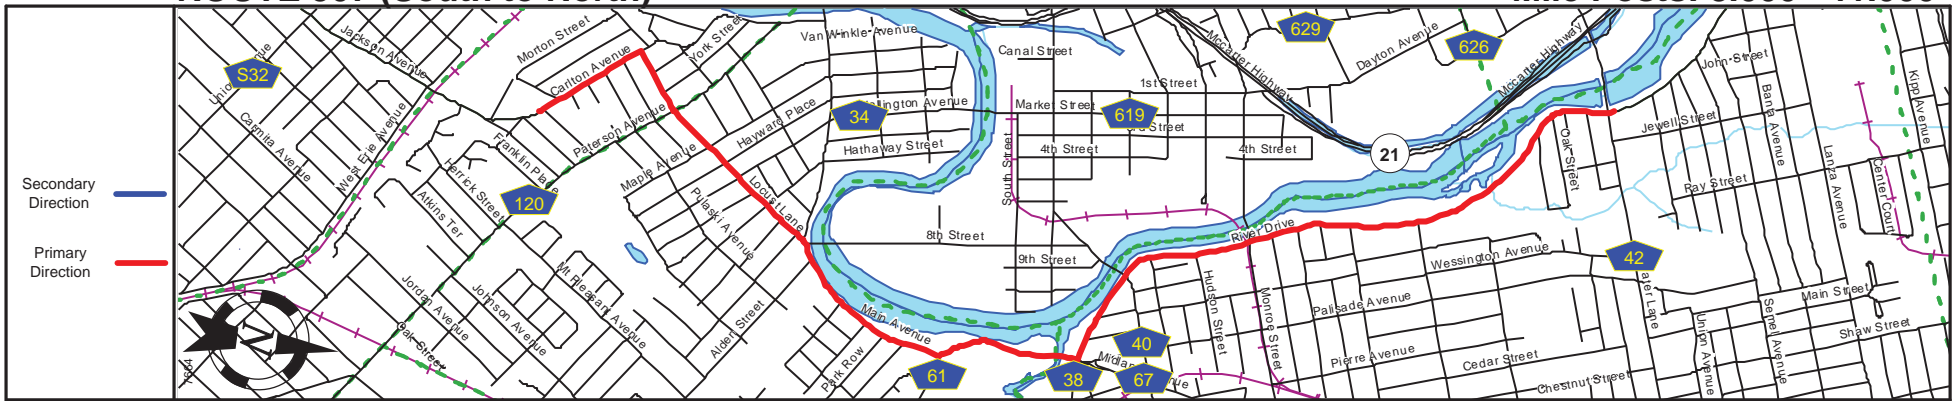 Secondary
Direction
Primary
Direction
S32
Jackson Avenue
Morton Street
Carlton Avenue
York Street
Van Winkle Avenue
Canal Street
Mccarter Highway
629
Dayton Avenue
626
Mccarter Highway
John Street
Kipp Avenue
Carmita Avenue
West Erie Avenue
Franklin Place
Paterson Avenue
Hayward Place
34
Market Street
1st Street
619
Street
Banta Avenue
Jewell Street
Herrick Street
Maple Avenue
Hathaway Street
South Street
4th Street
4th Street
21
Oak Street
Lanza Avenue
Center Court
Atkins Ter
120
Pulaski Avenue
Locust Lane
8th Street
River Drive
Ray Street
9th Street
Wessington Avenue
42
Mt Pleasant Avenue
Jordan Avenue
Johnson Avenue
Oak Street
Alder Street
Main Avenue
Park Row
61
38
40
67
Hudson Street
Monroe Street
Palisade Avenue
Pierre Avenue
Cedar Street
Chestnut Street
Lane
Union Avenue
Semel Avenue
Main Street
Shaw Street
N